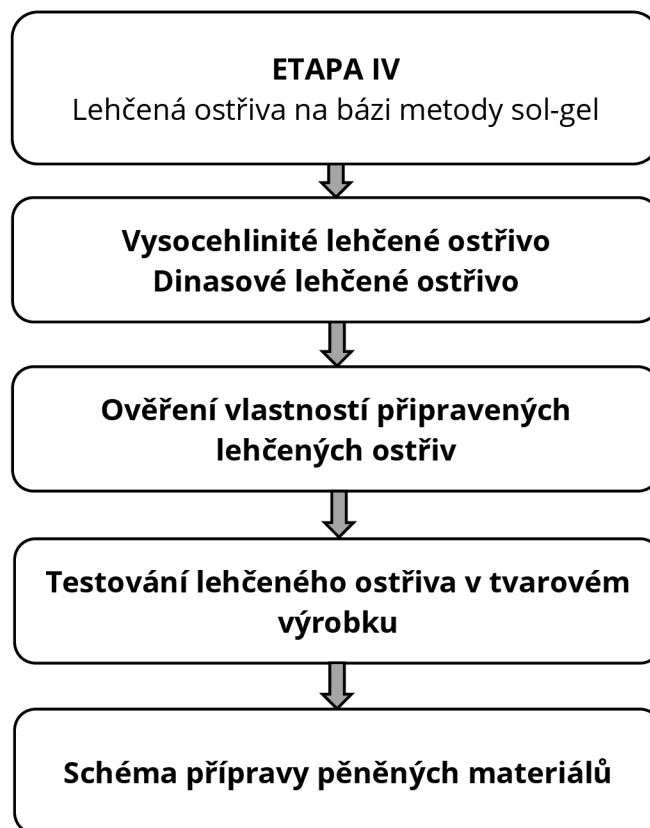 ETAPA IV
Lehčená ostřiva na bázi metody sol-gel
Vysocehlinité lehčené ostřivo
Dinasové lehčené ostřivo
Ověření vlastností připravených
lehčených ostřiv
Testování lehčeného ostřiva v tvarovém
výrobku
Schéma přípravy pěněných materiálů